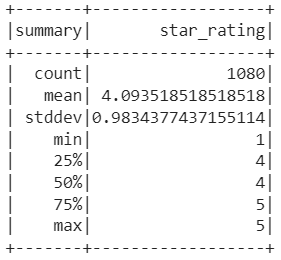 +-------+------------------+
|summary|       star_rating|
+-------+------------------+
|  count|              1080|
|   mean| 4.093518518518518|
| stddev|0.9834377437155114|
|    min|                 1|
|    25%|                 4|
|    50%|                 4|
|    75%|                 5|
|    max|                 5|
+-------+------------------+